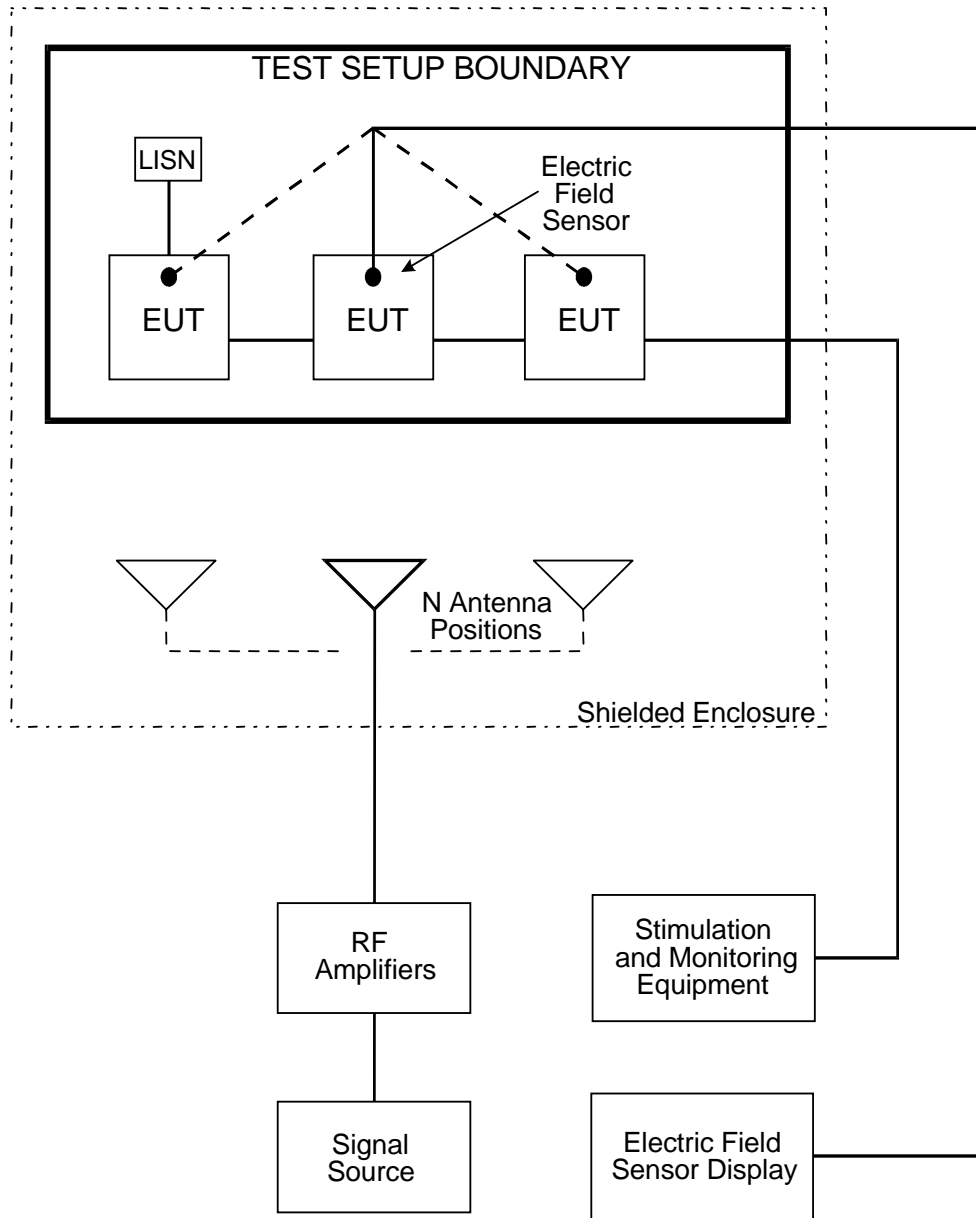 TEST SETUP BOUNDARY
LISN
Electric
Field
Sensor
EUT
EUT
EUT
N Antenna
Positions
Shielded Enclosure
RF
Amplifiers
Stimulation
and Monitoring
Equipment
Signal
Source
Electric Field
Sensor Display